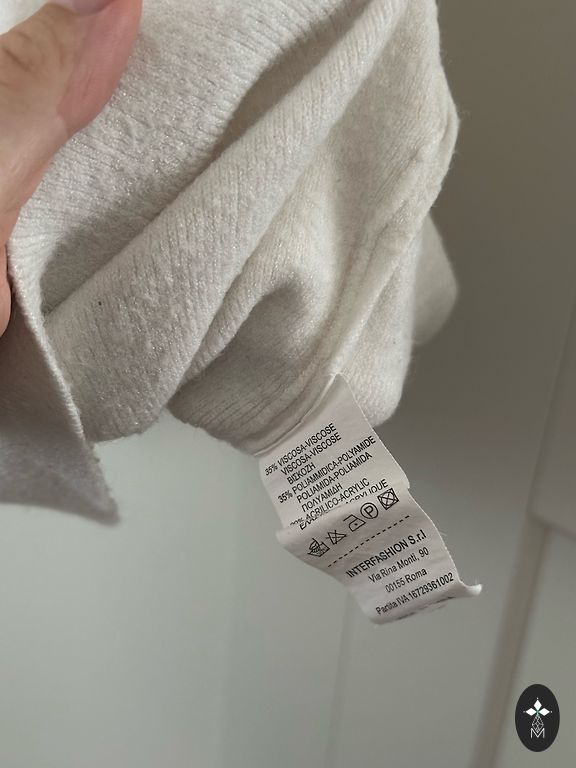 35% VISCOSA-VISCOSE
VISCOSA-VISCOSE
ΒΙΣΚΟΖΗ
35% POLIAMMIDICA-POLYAMIDE
POLIAMIDA-POLIAMIDA
ΠΟΛΥΑΜΙΔΗ
ACRILICO-ACRYLIC
P
INTERFASHION S.r.l
Via Rina Monti, 90
00155 Roma
Partita IVA 16729361002
M